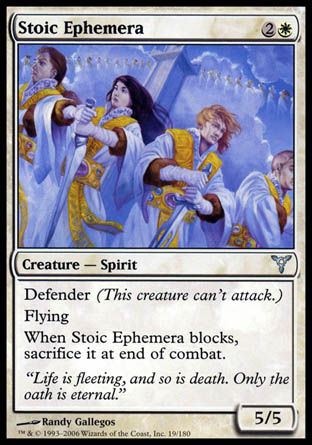 Stoic Ephemera 2
Creature — Spirit
Defender (This creature can't attack.)
Flying
When Stoic Ephemera blocks,
sacrifice it at end of combat.
“Life is fleeting, and so is death. Only the
oath is eternal.”
Randy Gallegos
™ & © 1993–2006 Wizards of the Coast, Inc. 19/180
5/5